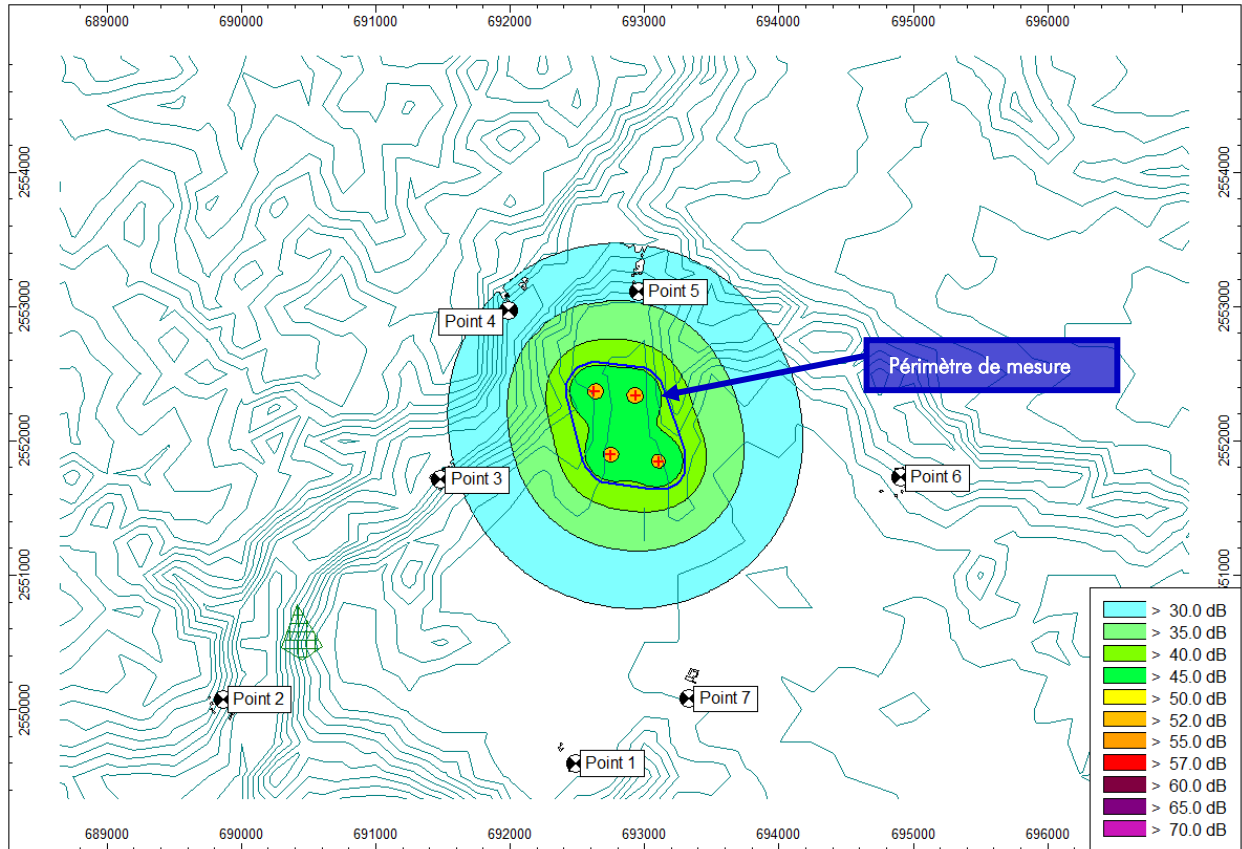 689000 690000 691000 692000 693000 694000 695000 696000
2554000 2554000
2553000 2553000
Point 5
Point 4
Périmètre de mesure
2552000 2552000
Point 3
Point 6
2551000 2551000
> 30.0 dB
> 35.0 dB
> 40.0 dB
> 45.0 dB
> 50.0 dB
> 52.0 dB
> 55.0 dB
> 57.0 dB
> 60.0 dB
> 65.0 dB
> 70.0 dB
2550000
Point 2
Point 7
Point 1
689000 690000 691000 692000 693000 694000 695000 696000